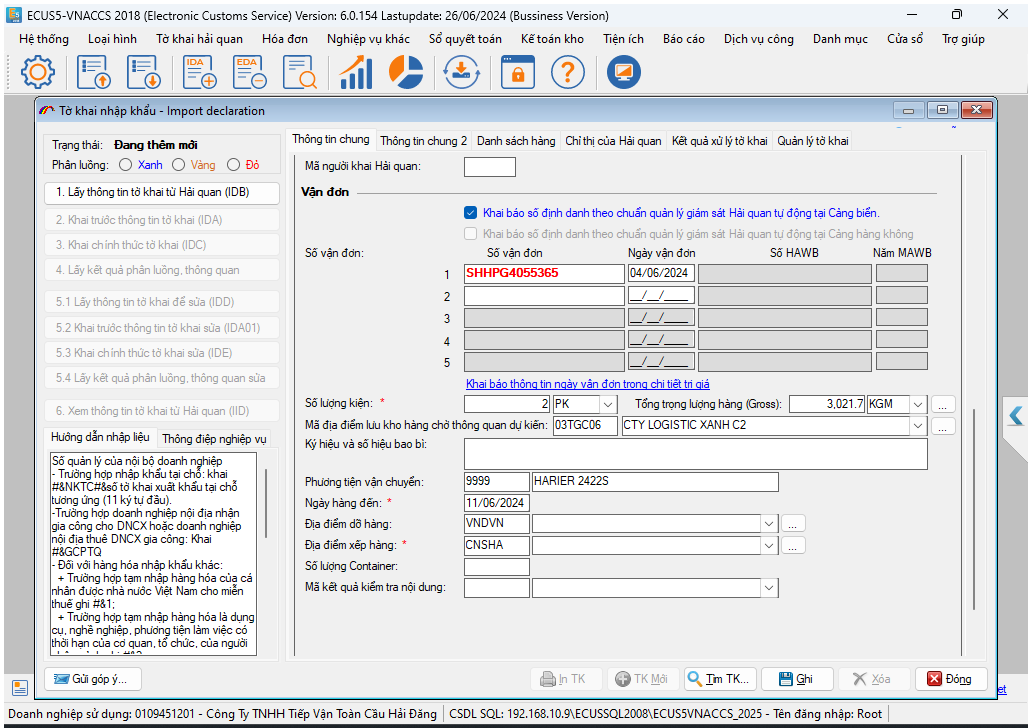 ECUS5-VNACCS 2018 (Electronic Customs Service) Version: 6.0.154 Lastupdate: 26/06/2024 (Bussiness Version)
Hệ thống Loại hình Tờ khai hải quan Hóa đơn Nghiệp vụ khác Sổ quyết toán Kế toán kho Tiện ích Báo cáo Dịch vụ công Danh mục Cửa sổ Trợ giúp
IDA EDA
Tờ khai nhập khẩu - Import declaration
Trạng thái: Đang thêm mới
Phân luồng: Xanh Vàng Đỏ
1. Lấy thông tin tờ khai từ Hải quan (IDB)
2. Khai trước thông tin tờ khai (IDA)
3. Khai chính thức tờ khai (IDC)
4. Lấy kết quả phân luồng, thông quan
5.1 Lấy thông tin tờ khai để sửa (IDD)
5.2 Khai trước thông tin tờ khai sửa (IDA01)
5.3 Khai chính thức tờ khai sửa (IDE)
5.4 Lấy kết quả phân luồng, thông quan sửa
6. Xem thông tin tờ khai từ Hải quan (IID)
Hướng dẫn nhập liệu Thông điệp nghiệp vụ
Số quản lý của nội bộ doanh nghiệp
- Trường hợp nhập khẩu tại chỗ: khai
#&NKTC#&số tờ khai xuất khẩu tại chỗ
tương ứng (11 ký tự đầu).
-Trường hợp doanh nghiệp nội địa nhận
gia công cho DNCX hoặc doanh nghiệp
nội địa thuê DNCX gia công: Khai
#&GCPTQ
- Đối với hàng hóa nhập khẩu khác:
+ Trường hợp tạm nhập hàng hóa của cá
nhân được nhà nước Việt Nam cho miễn
thuế ghi #&1;
+ Trường hợp tạm nhập hàng hóa là dụng
cụ, nghề nghiệp, phương tiện làm việc có
thời hạn của cơ quan, tổ chức, của người
Thông tin chung Thông tin chung 2 Danh sách hàng Chỉ thị của Hải quan Kết quả xử lý tờ khai Quản lý tờ khai
Mã người khai Hải quan:
Vận đơn
Khai báo số định danh theo chuẩn quản lý giám sát Hải quan tự động tại Cảng biển.
Khai báo số định danh theo chuẩn quản lý giám sát Hải quan tự động tại Cảng hàng không
Số vận đơn: Số vận đơn Ngày vận đơn Số HAWB Năm MAWB
1 SHHPG4055365 04/06/2024
2 __/__/____
3 __/__/____
4 __/__/____
5 __/__/____
Khai báo thông tin ngày vận đơn trong chi tiết trị giá
Số lượng kiện: * 2 PK Tổng trọng lượng hàng (Gross): 3,021.7 KGM ...
Mã địa điểm lưu kho hàng chờ thông quan dự kiến: 03TGC06 CTY LOGISTIC XANH C2 ...
Ký hiệu và số hiệu bao bì:
Phương tiện vận chuyển: 9999 HARIER 2422S
Ngày hàng đến: * 11/06/2024
Địa điểm dỡ hàng: VNDVN ...
Địa điểm xếp hàng: * CNSHA ...
Số lượng Container:
Mã kết quả kiểm tra nội dung:
Gửi góp ý... In TK TK Mới Tìm TK... Ghi Xóa Đóng
et
Doanh nghiệp sử dụng: 0109451201 - Công Ty TNHH Tiếp Vận Toàn Cầu Hải Đăng CSDL SQL: 192.168.10.9\ECUSSQL2008\ECUS5VNACCS_2025 - Tên đăng nhập: Root